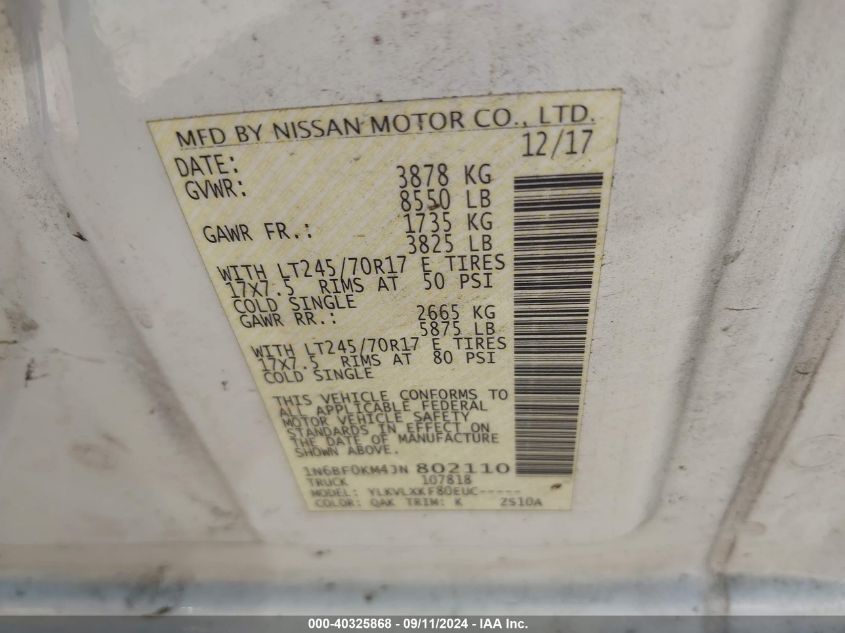 MFD BY NISSAN MOTOR CO., LTD.
DATE: 12/17
GVWR: 3878 KG
8550 LB
GAWR FR.: 1735 KG
3825 LB
WITH LT245/70R17 E TIRES
17X7.5 RIMS AT 50 PSI
COLD SINGLE
GAWR RR.: 2665 KG
5875 LB
WITH LT245/70R17 E TIRES
17X7.5 RIMS AT 80 PSI
COLD SINGLE
THIS VEHICLE CONFORMS TO
ALL APPLICABLE FEDERAL
MOTOR VEHICLE SAFETY
STANDARDS IN EFFECT ON
THE DATE OF MANUFACTURE
SHOWN ABOVE.
1N6BF0KM4JN 802110
TRUCK 107818
MODEL: YLKVLXKF80EUC-----
COLOR: QAK TRIM: K ZS10A
000-40325868 - 09/11/2024 - IAA Inc.